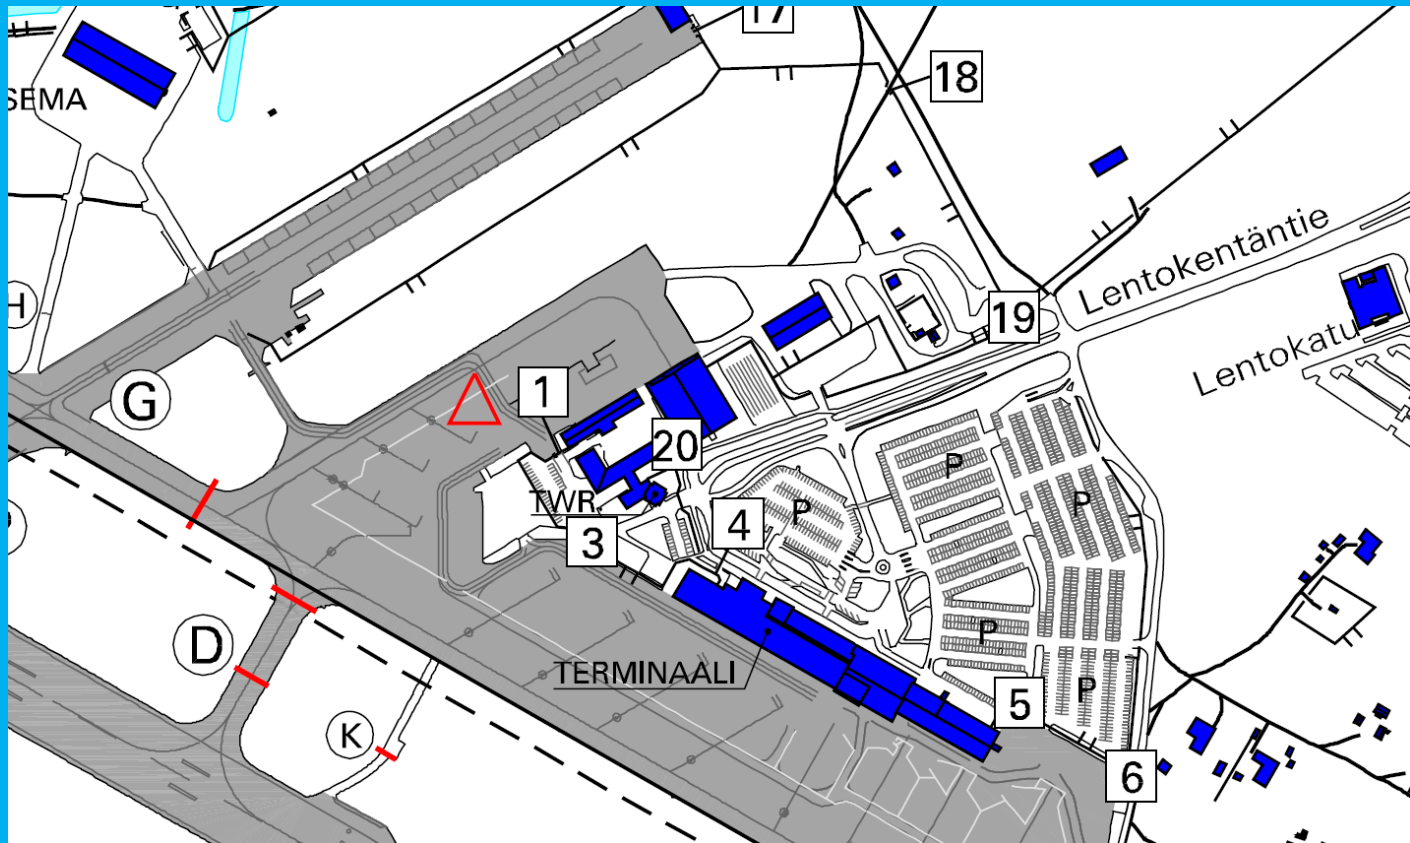 17
18
SEMA
Lentokentäntie
H
19
Lentokatu
G
1
20
P
P
P
TWR
3
4
D
P
TERMINAALI
K
5
P
6